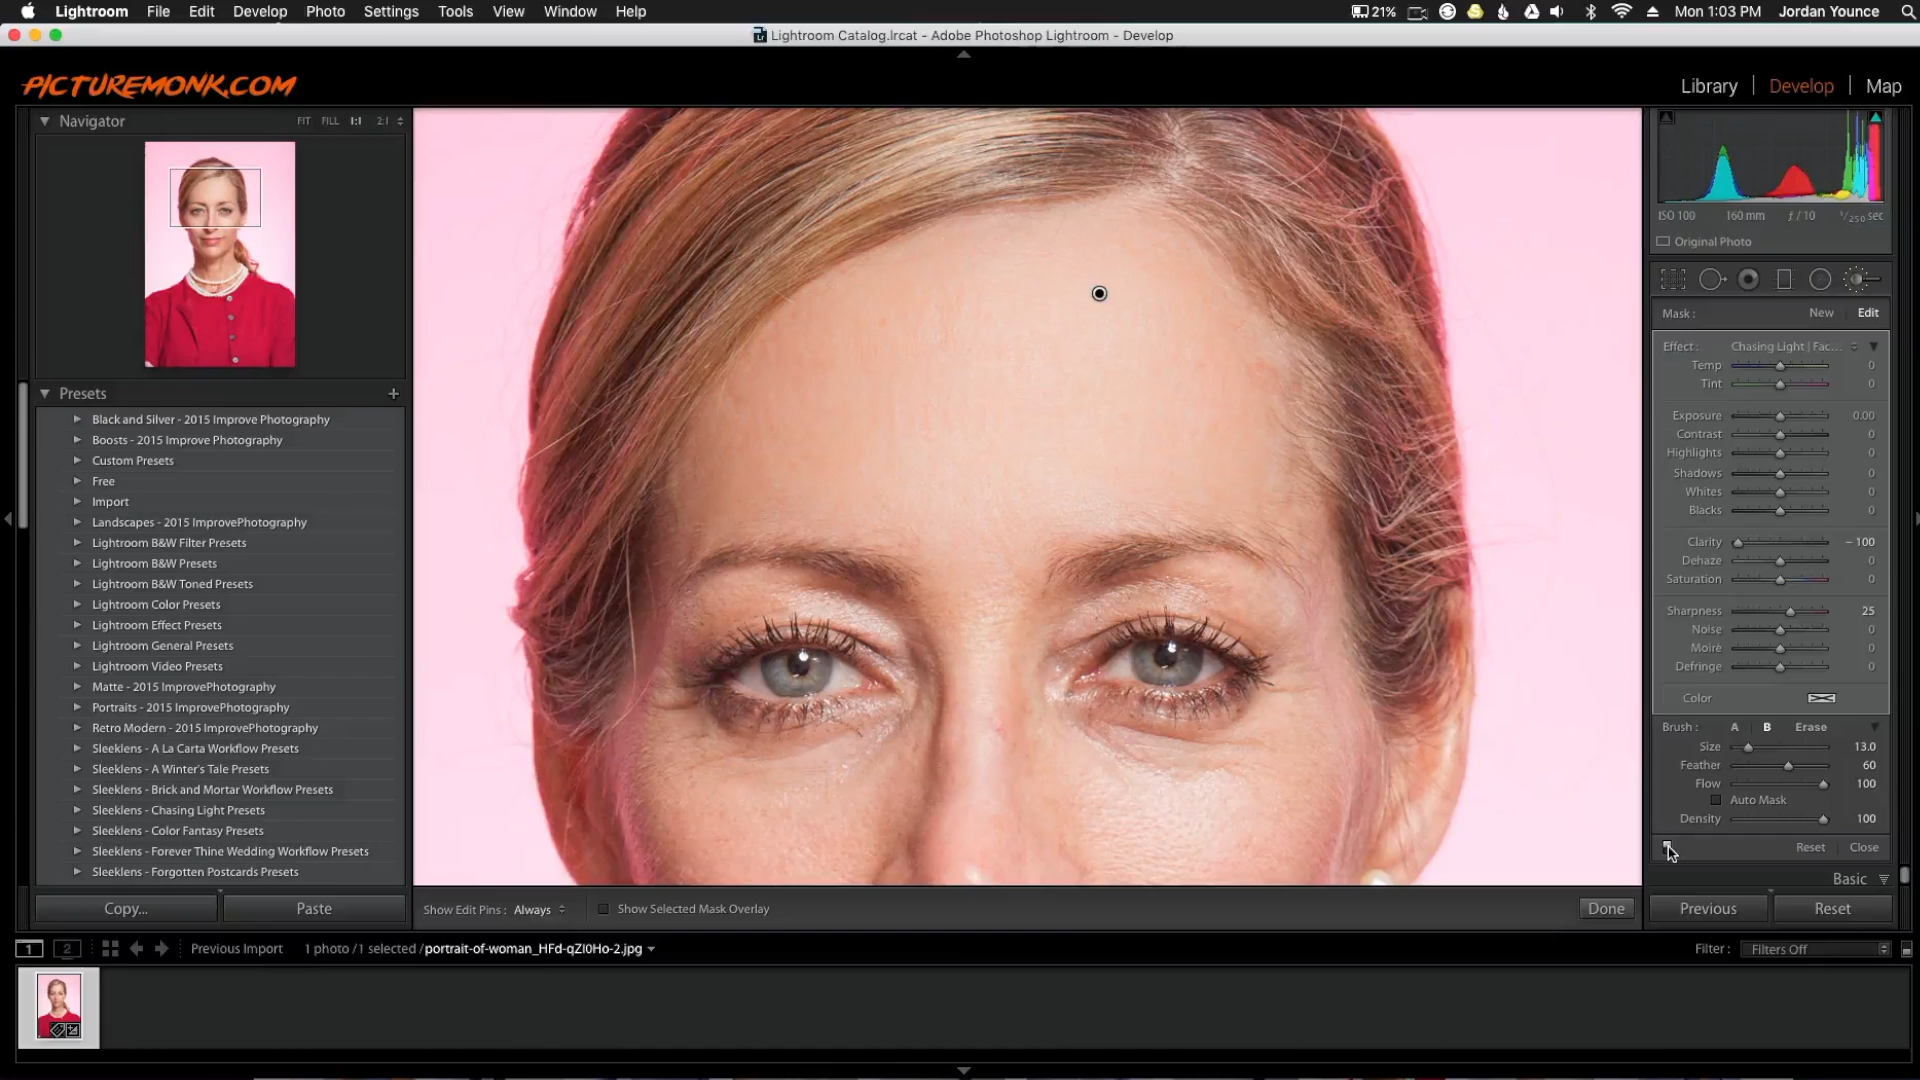 Lightroom File Edit Develop Photo Settings Tools View Window Help 21% Mon 1:03 PM Jordan Younce
Lightroom Catalog.lrcat - Adobe Photoshop Lightroom - Develop
PICTUREMONK.COM
Library Develop Map
Navigator FIT FILL 1:1 2:1
ISO 100 160 mm f / 10 1/250 sec
Original Photo
Mask : New Edit
Effect : Chasing Light | Fac...
Temp 0
Tint 0
Exposure 0.00
Contrast 0
Highlights 0
Shadows 0
Whites 0
Blacks 0
Clarity – 100
Dehaze 0
Saturation 0
Sharpness 25
Noise 0
Moiré 0
Defringe 0
Color
Brush : A B Erase
Size 13.0
Feather 60
Flow 100
Auto Mask
Density 100
Reset Close
Basic
Presets +
Black and Silver - 2015 Improve Photography
Boosts - 2015 Improve Photography
Custom Presets
Free
Import
Landscapes - 2015 ImprovePhotography
Lightroom B&W Filter Presets
Lightroom B&W Presets
Lightroom B&W Toned Presets
Lightroom Color Presets
Lightroom Effect Presets
Lightroom General Presets
Lightroom Video Presets
Matte - 2015 ImprovePhotography
Portraits - 2015 ImprovePhotography
Retro Modern - 2015 ImprovePhotography
Sleeklens - A La Carta Workflow Presets
Sleeklens - A Winter's Tale Presets
Sleeklens - Brick and Mortar Workflow Presets
Sleeklens - Chasing Light Presets
Sleeklens - Color Fantasy Presets
Sleeklens - Forever Thine Wedding Workflow Presets
Sleeklens - Forgotten Postcards Presets
Copy... Paste Show Edit Pins : Always Show Selected Mask Overlay Done Previous Reset
1 2 Previous Import 1 photo / 1 selected / portrait-of-woman_HFd-qZI0Ho-2.jpg Filter : Filters Off